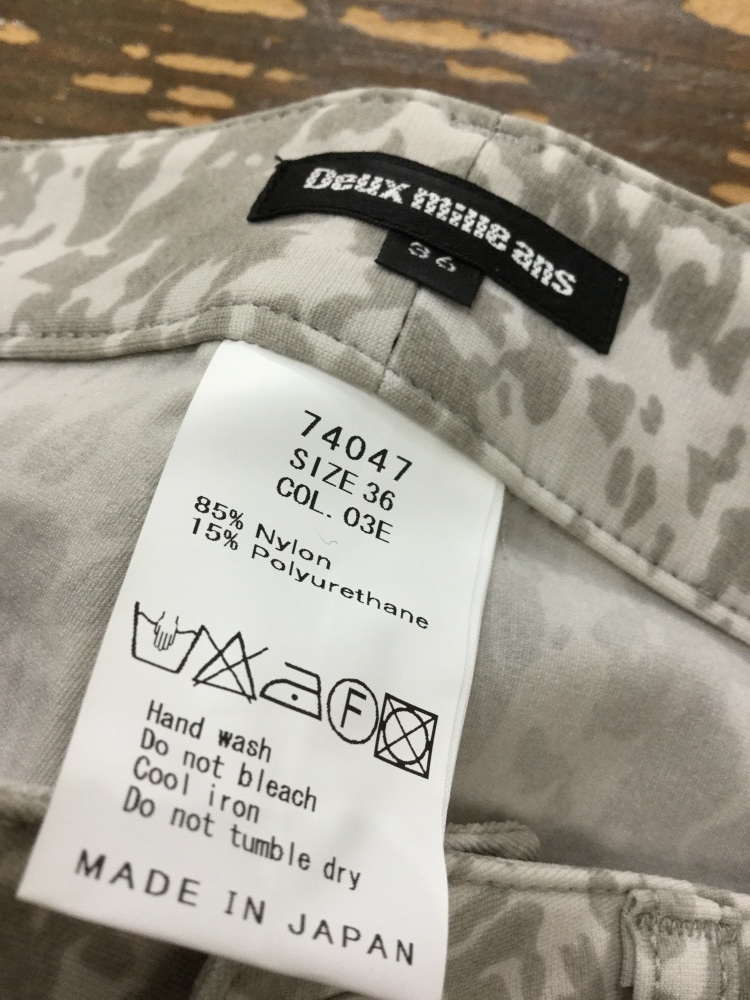 Deux mille ans
36
74047
SIZE 36
COL. 03E
85% Nylon
15% Polyurethane
F
Hand wash
Do not bleach
Cool iron
Do not tumble dry
MADE IN JAPAN